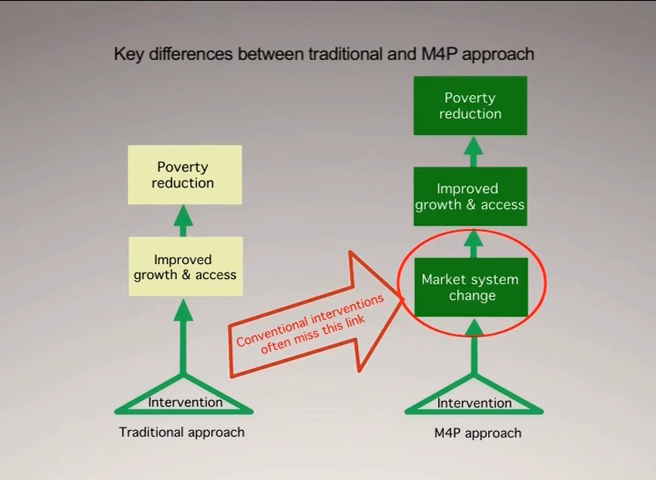 Key differences between traditional and M4P approach
Poverty
reduction
Improved
growth & access
Intervention
Traditional approach
Conventional interventions
often miss this link
Poverty
reduction
Improved
growth & access
Market system
change
Intervention
M4P approach